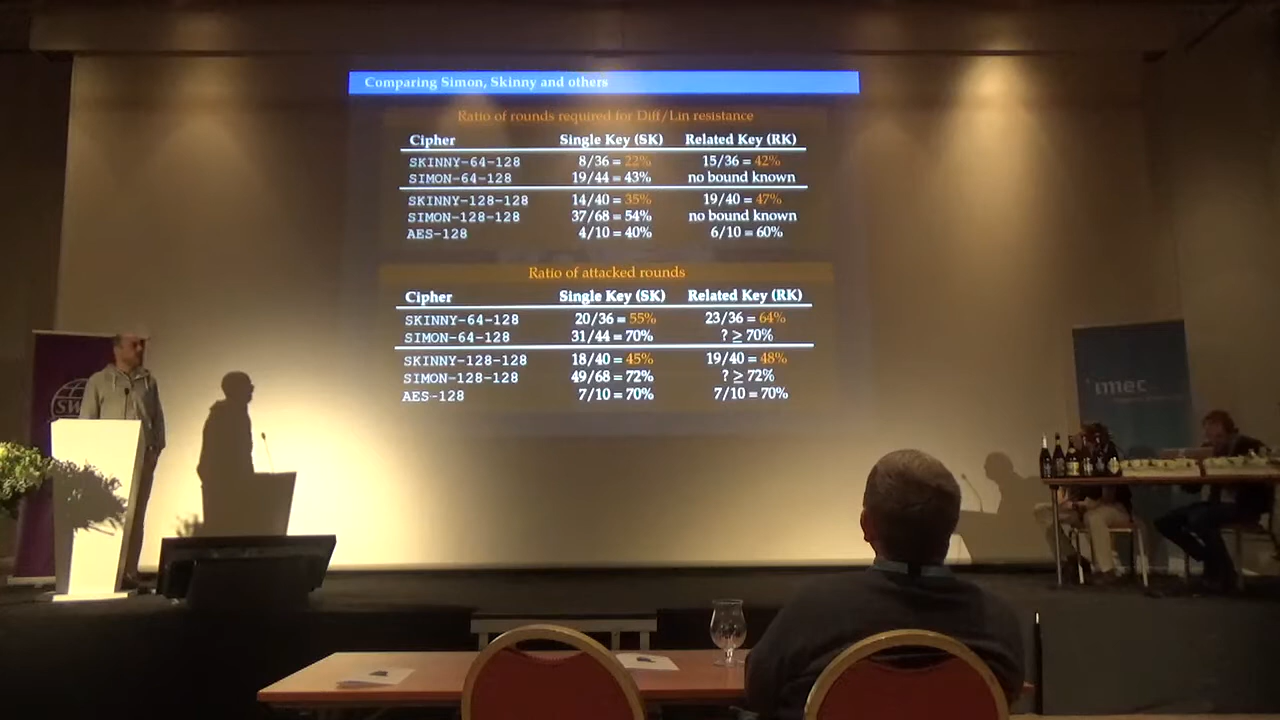 Comparing Simon, Skinny and others
Ratio of rounds required for Diff/Lin resistance
Cipher Single Key (SK) Related Key (RK)
SKINNY-64-128 8/36 = 22% 15/36 = 42%
SIMON-64-128 19/44 = 43% no bound known
SKINNY-128-128 14/40 = 35% 19/40 = 47%
SIMON-128-128 37/68 = 54% no bound known
AES-128 4/10 = 40% 6/10 = 60%
Ratio of attacked rounds
Cipher Single Key (SK) Related Key (RK)
SKINNY-64-128 20/36 = 55% 23/36 = 64%
SIMON-64-128 31/44 = 70% ? ≥ 70%
SKINNY-128-128 18/40 = 45% 19/40 = 48%
SIMON-128-128 49/68 = 72% ? ≥ 72%
AES-128 7/10 = 70% 7/10 = 70%
imec